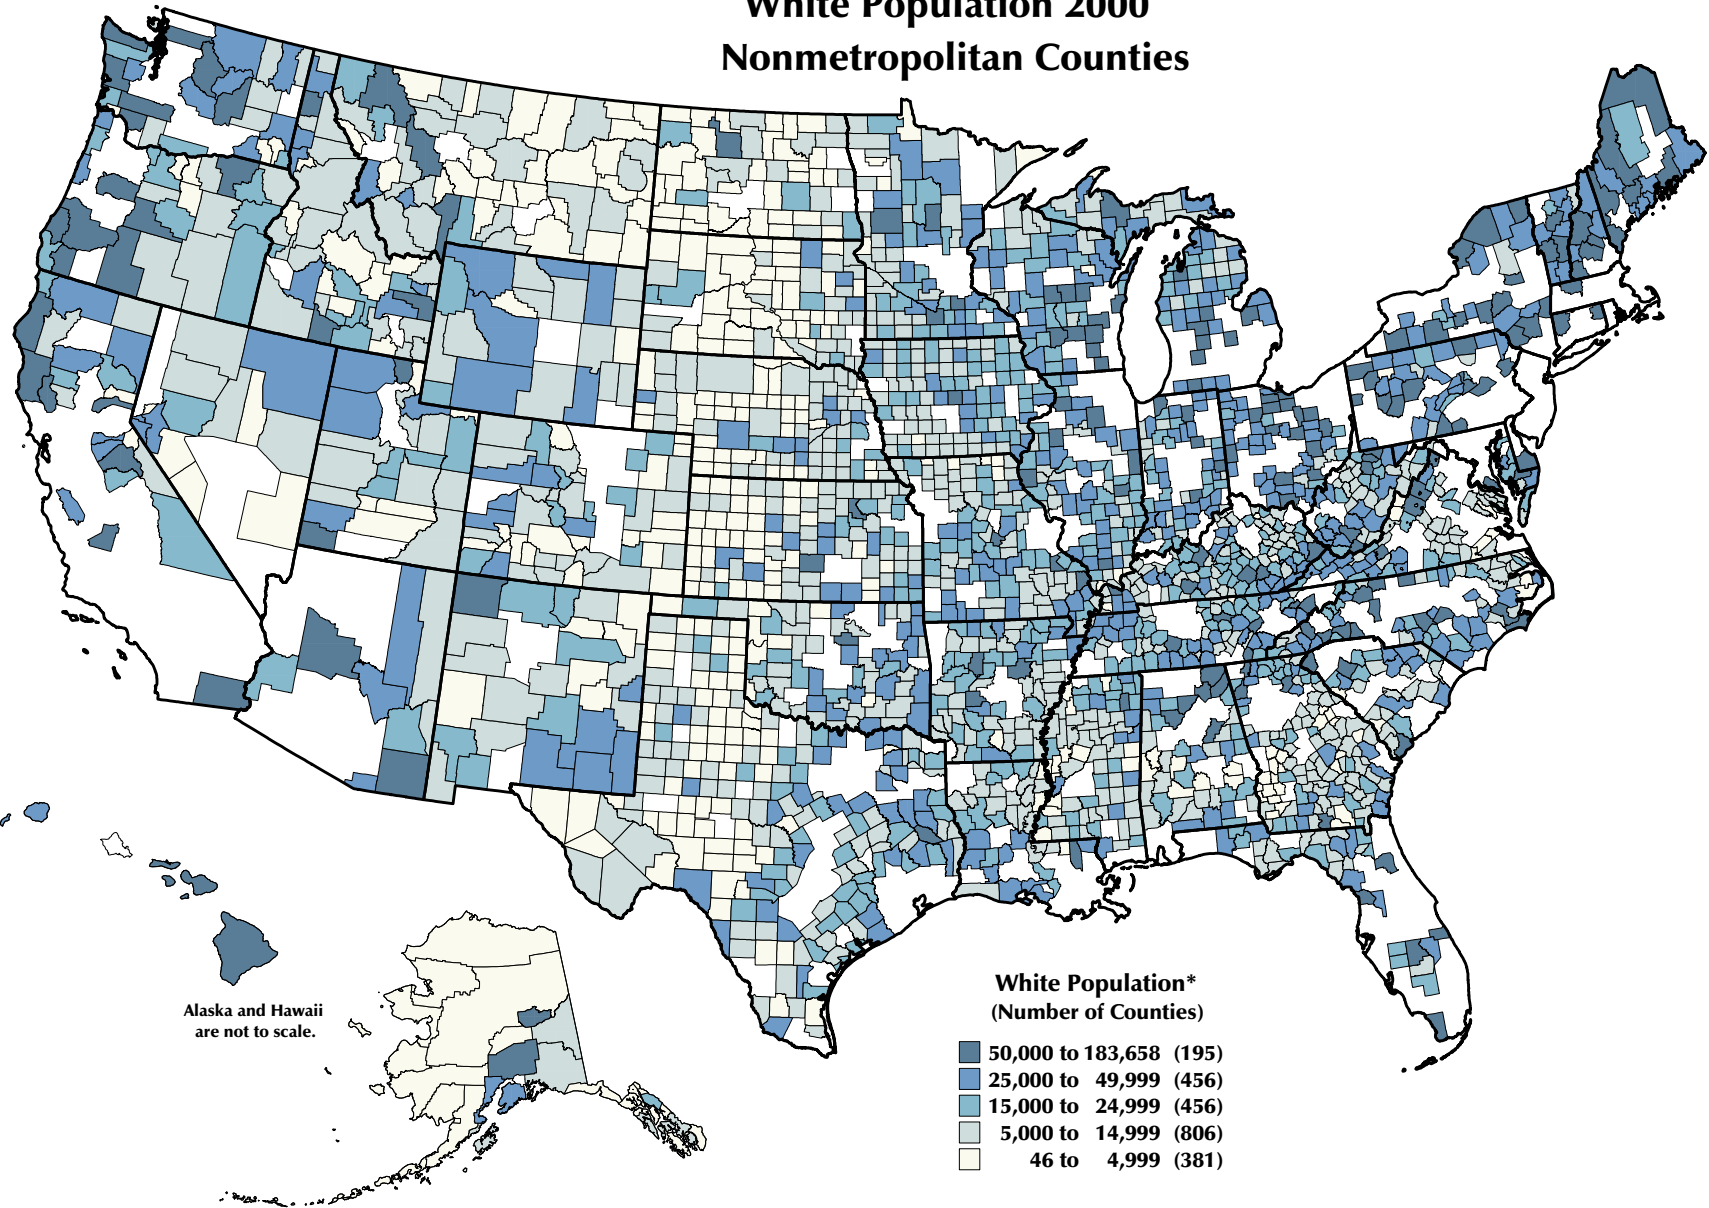 White Population 2000
Nonmetropolitan Counties
Alaska and Hawaii
are not to scale.
White Population*
(Number of Counties)
50,000 to 183,658 (195)
25,000 to 49,999 (456)
15,000 to 24,999 (456)
5,000 to 14,999 (806)
46 to 4,999 (381)